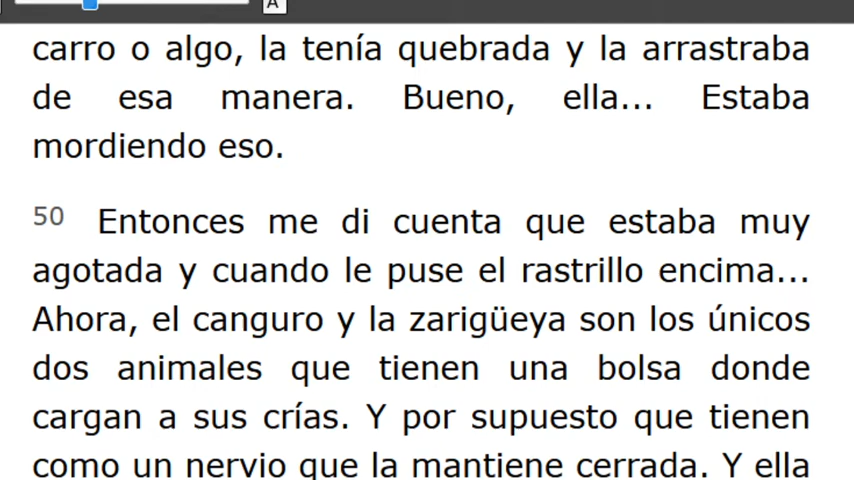 A
carro o algo, la tenía quebrada y la arrastraba
de esa manera. Bueno, ella... Estaba
mordiendo eso.
50 Entonces me di cuenta que estaba muy
agotada y cuando le puse el rastrillo encima...
Ahora, el canguro y la zarigüeya son los únicos
dos animales que tienen una bolsa donde
cargan a sus crías. Y por supuesto que tienen
como un nervio que la mantiene cerrada. Y ella